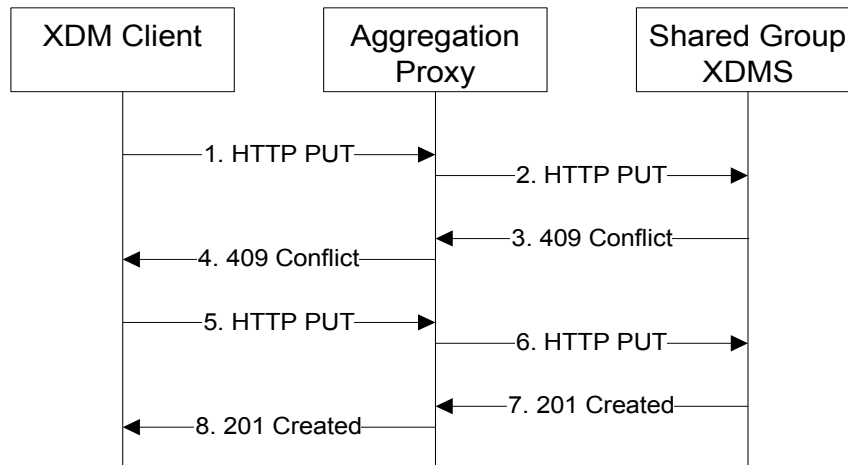 XDM Client
Aggregation
Proxy
Shared Group
XDMS
1. HTTP PUT
2. HTTP PUT
3. 409 Conflict
4. 409 Conflict
5. HTTP PUT
6. HTTP PUT
7. 201 Created
8. 201 Created